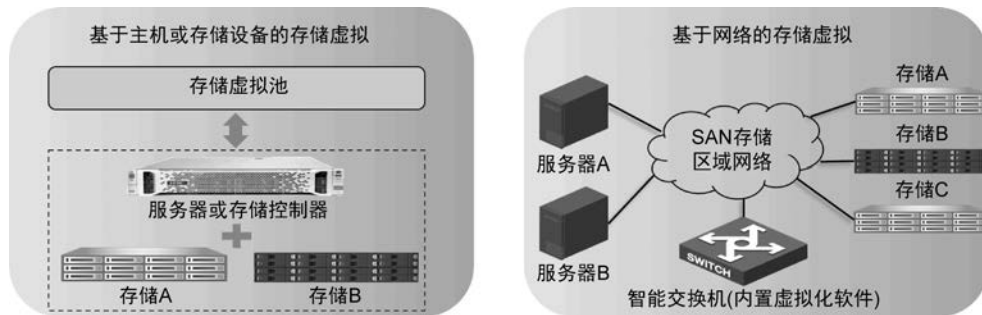 基于主机或存储设备的存储虚拟
存储虚拟池
服务器或存储控制器
存储A
存储B
基于网络的存储虚拟
服务器A
服务器B
SAN存储
区域网络
存储A
存储B
存储C
SWITCH
智能交换机(内置虚拟化软件)